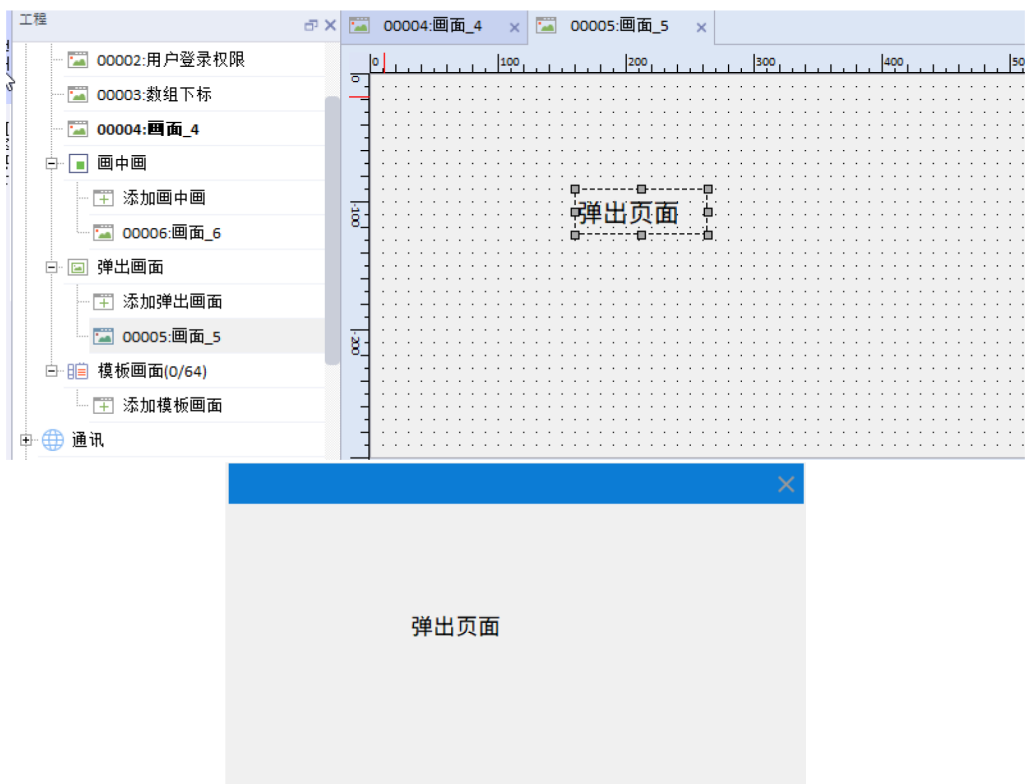 工程
00002:用户登录权限
00003:数组下标
00004:画面_4
画中画
添加画中画
00006:画面_6
弹出画面
添加弹出画面
00005:画面_5
模板画面(0/64)
添加模板画面
通讯
00004:画面_4
00005:画面_5
0 100 200 300 400 50
0
100
200
弹出页面
弹出页面